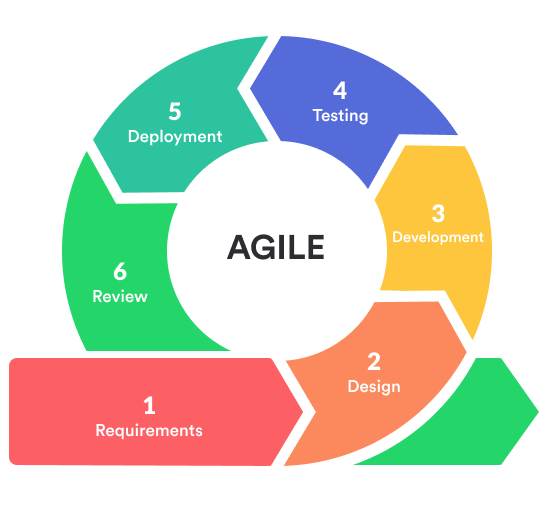 AGILE
1
Requirements
2
Design
3
Development
4
Testing
5
Deployment
6
Review